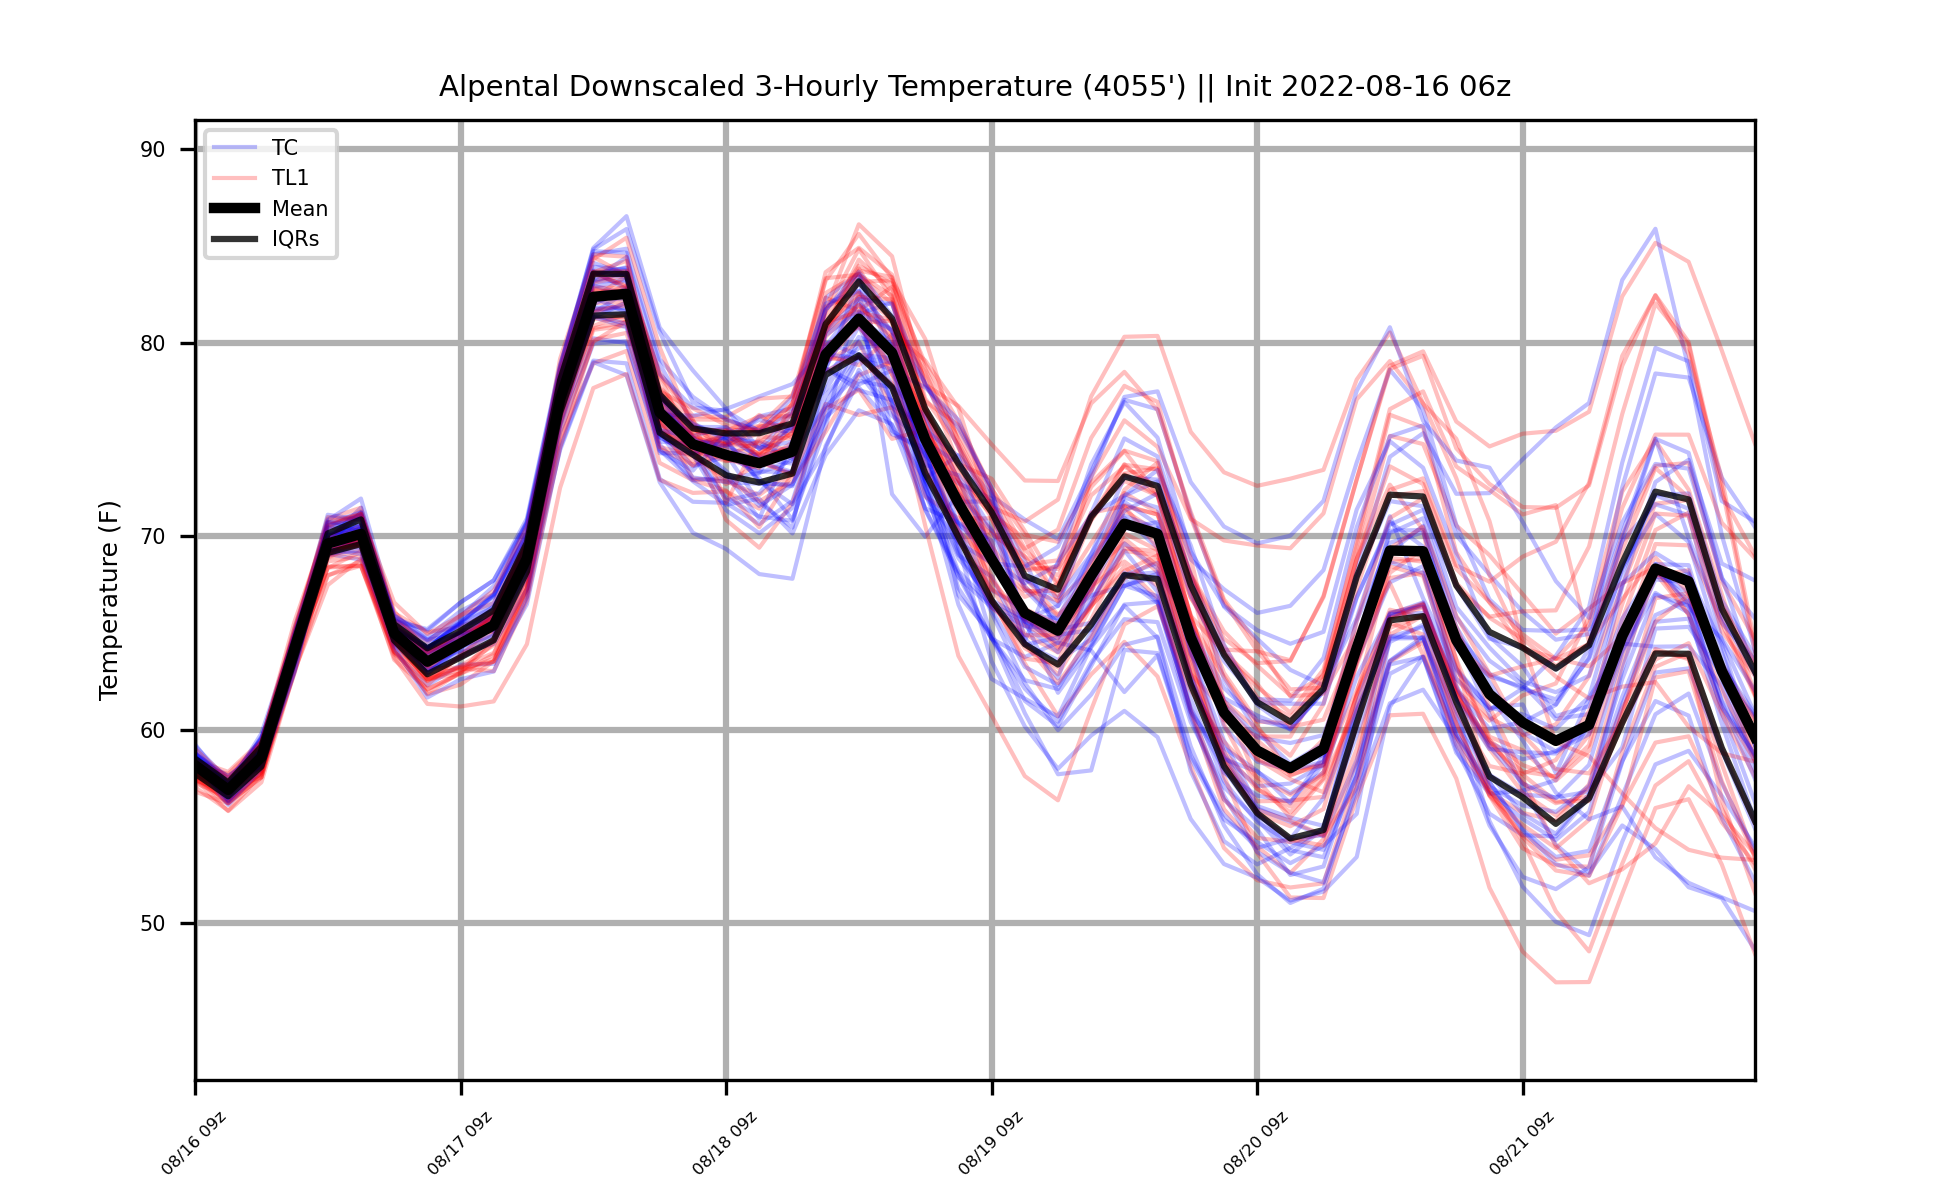 Alpental Downscaled 3-Hourly Temperature (4055') || Init 2022-08-16 06z
TC
TL1
Mean
IQRs
Temperature (F)
90
80
70
60
50
08/16 09z
08/17 09z
08/18 09z
08/19 09z
08/20 09z
08/21 09z